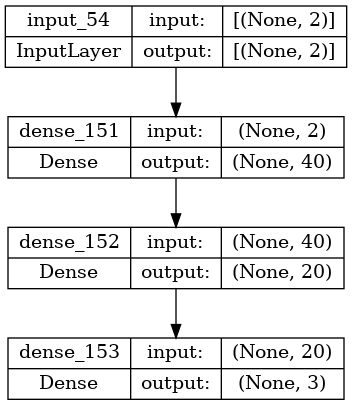 input_54 input: [(None, 2)]
InputLayer output: [(None, 2)]
dense_151 input: (None, 2)
Dense output: (None, 40)
dense_152 input: (None, 40)
Dense output: (None, 20)
dense_153 input: (None, 20)
Dense output: (None, 3)